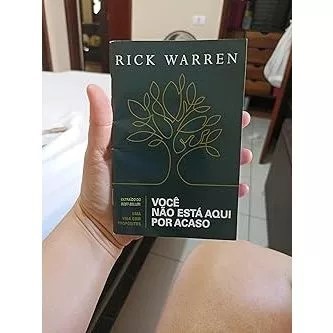 RICK WARREN
EXTRAÍDO DO
BEST-SELLER
UMA
VIDA COM
PROPÓSITOS
VOCÊ
NÃO ESTÁ AQUI
POR ACASO